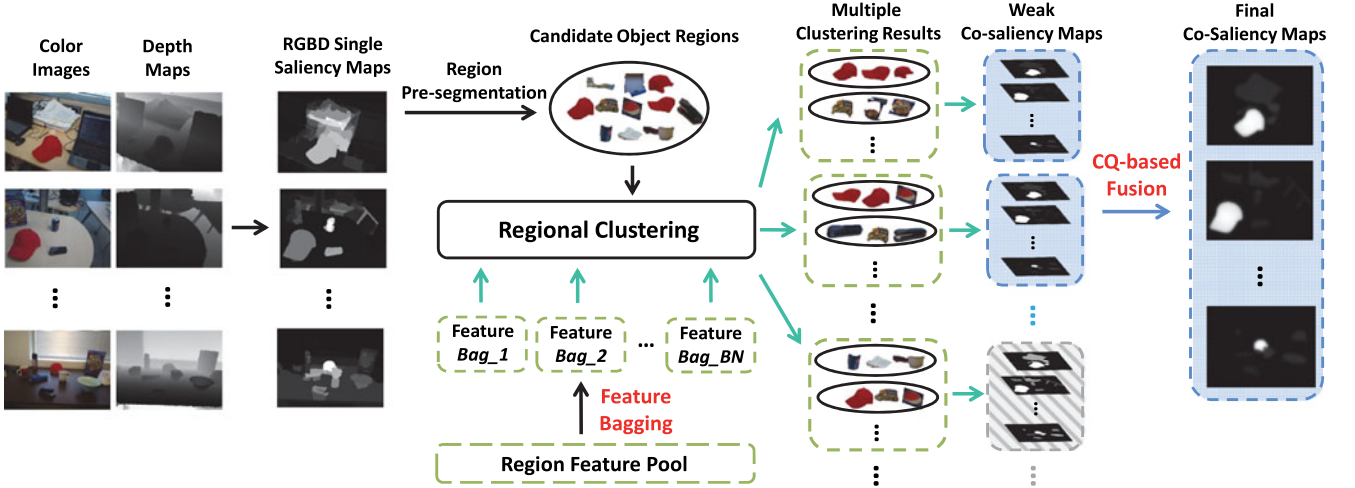 Color
Images
Depth
Maps
RGBD Single
Saliency Maps
Region
Pre-segmentation
Candidate Object Regions
Multiple
Clustering Results
Weak
Co-saliency Maps
Final
Co-Saliency Maps
CQ-based
Fusion
Regional Clustering
Feature
Bag_1
Feature
Bag_2
...
Feature
Bag_BN
Feature
Bagging
Region Feature Pool